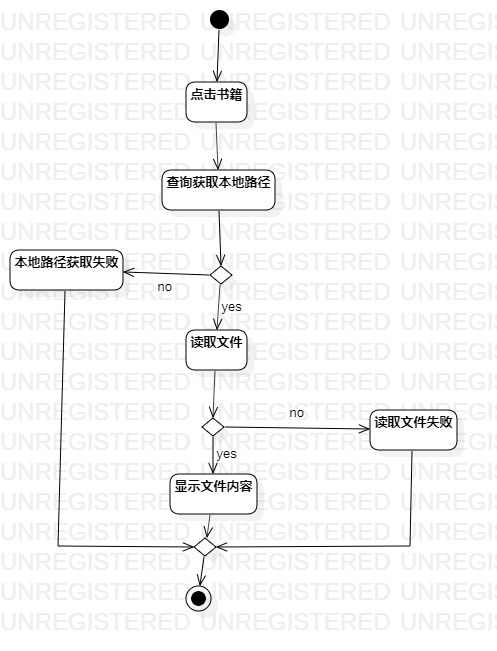 点击书籍
查询获取本地路径
本地路径获取失败
no
yes
读取文件
no
读取文件失败
yes
显示文件内容
UNREGISTERED